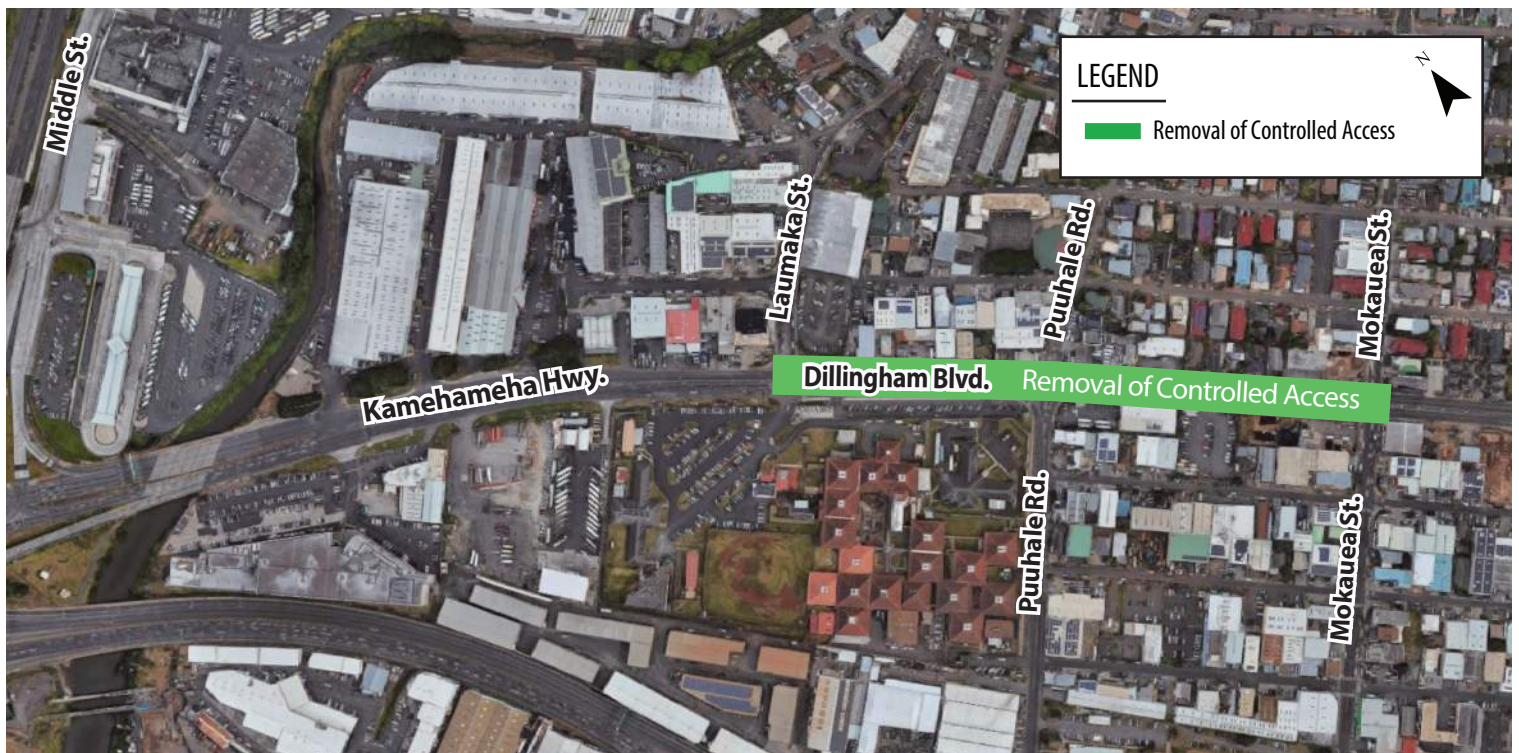 Middle St.
LEGEND
N
Removal of Controlled Access
Laumaka St.
Puuhale Rd.
Mokauea St.
Kamehameha Hwy.
Dillingham Blvd.
Removal of Controlled Access
Puuhale Rd.
Mokauea St.